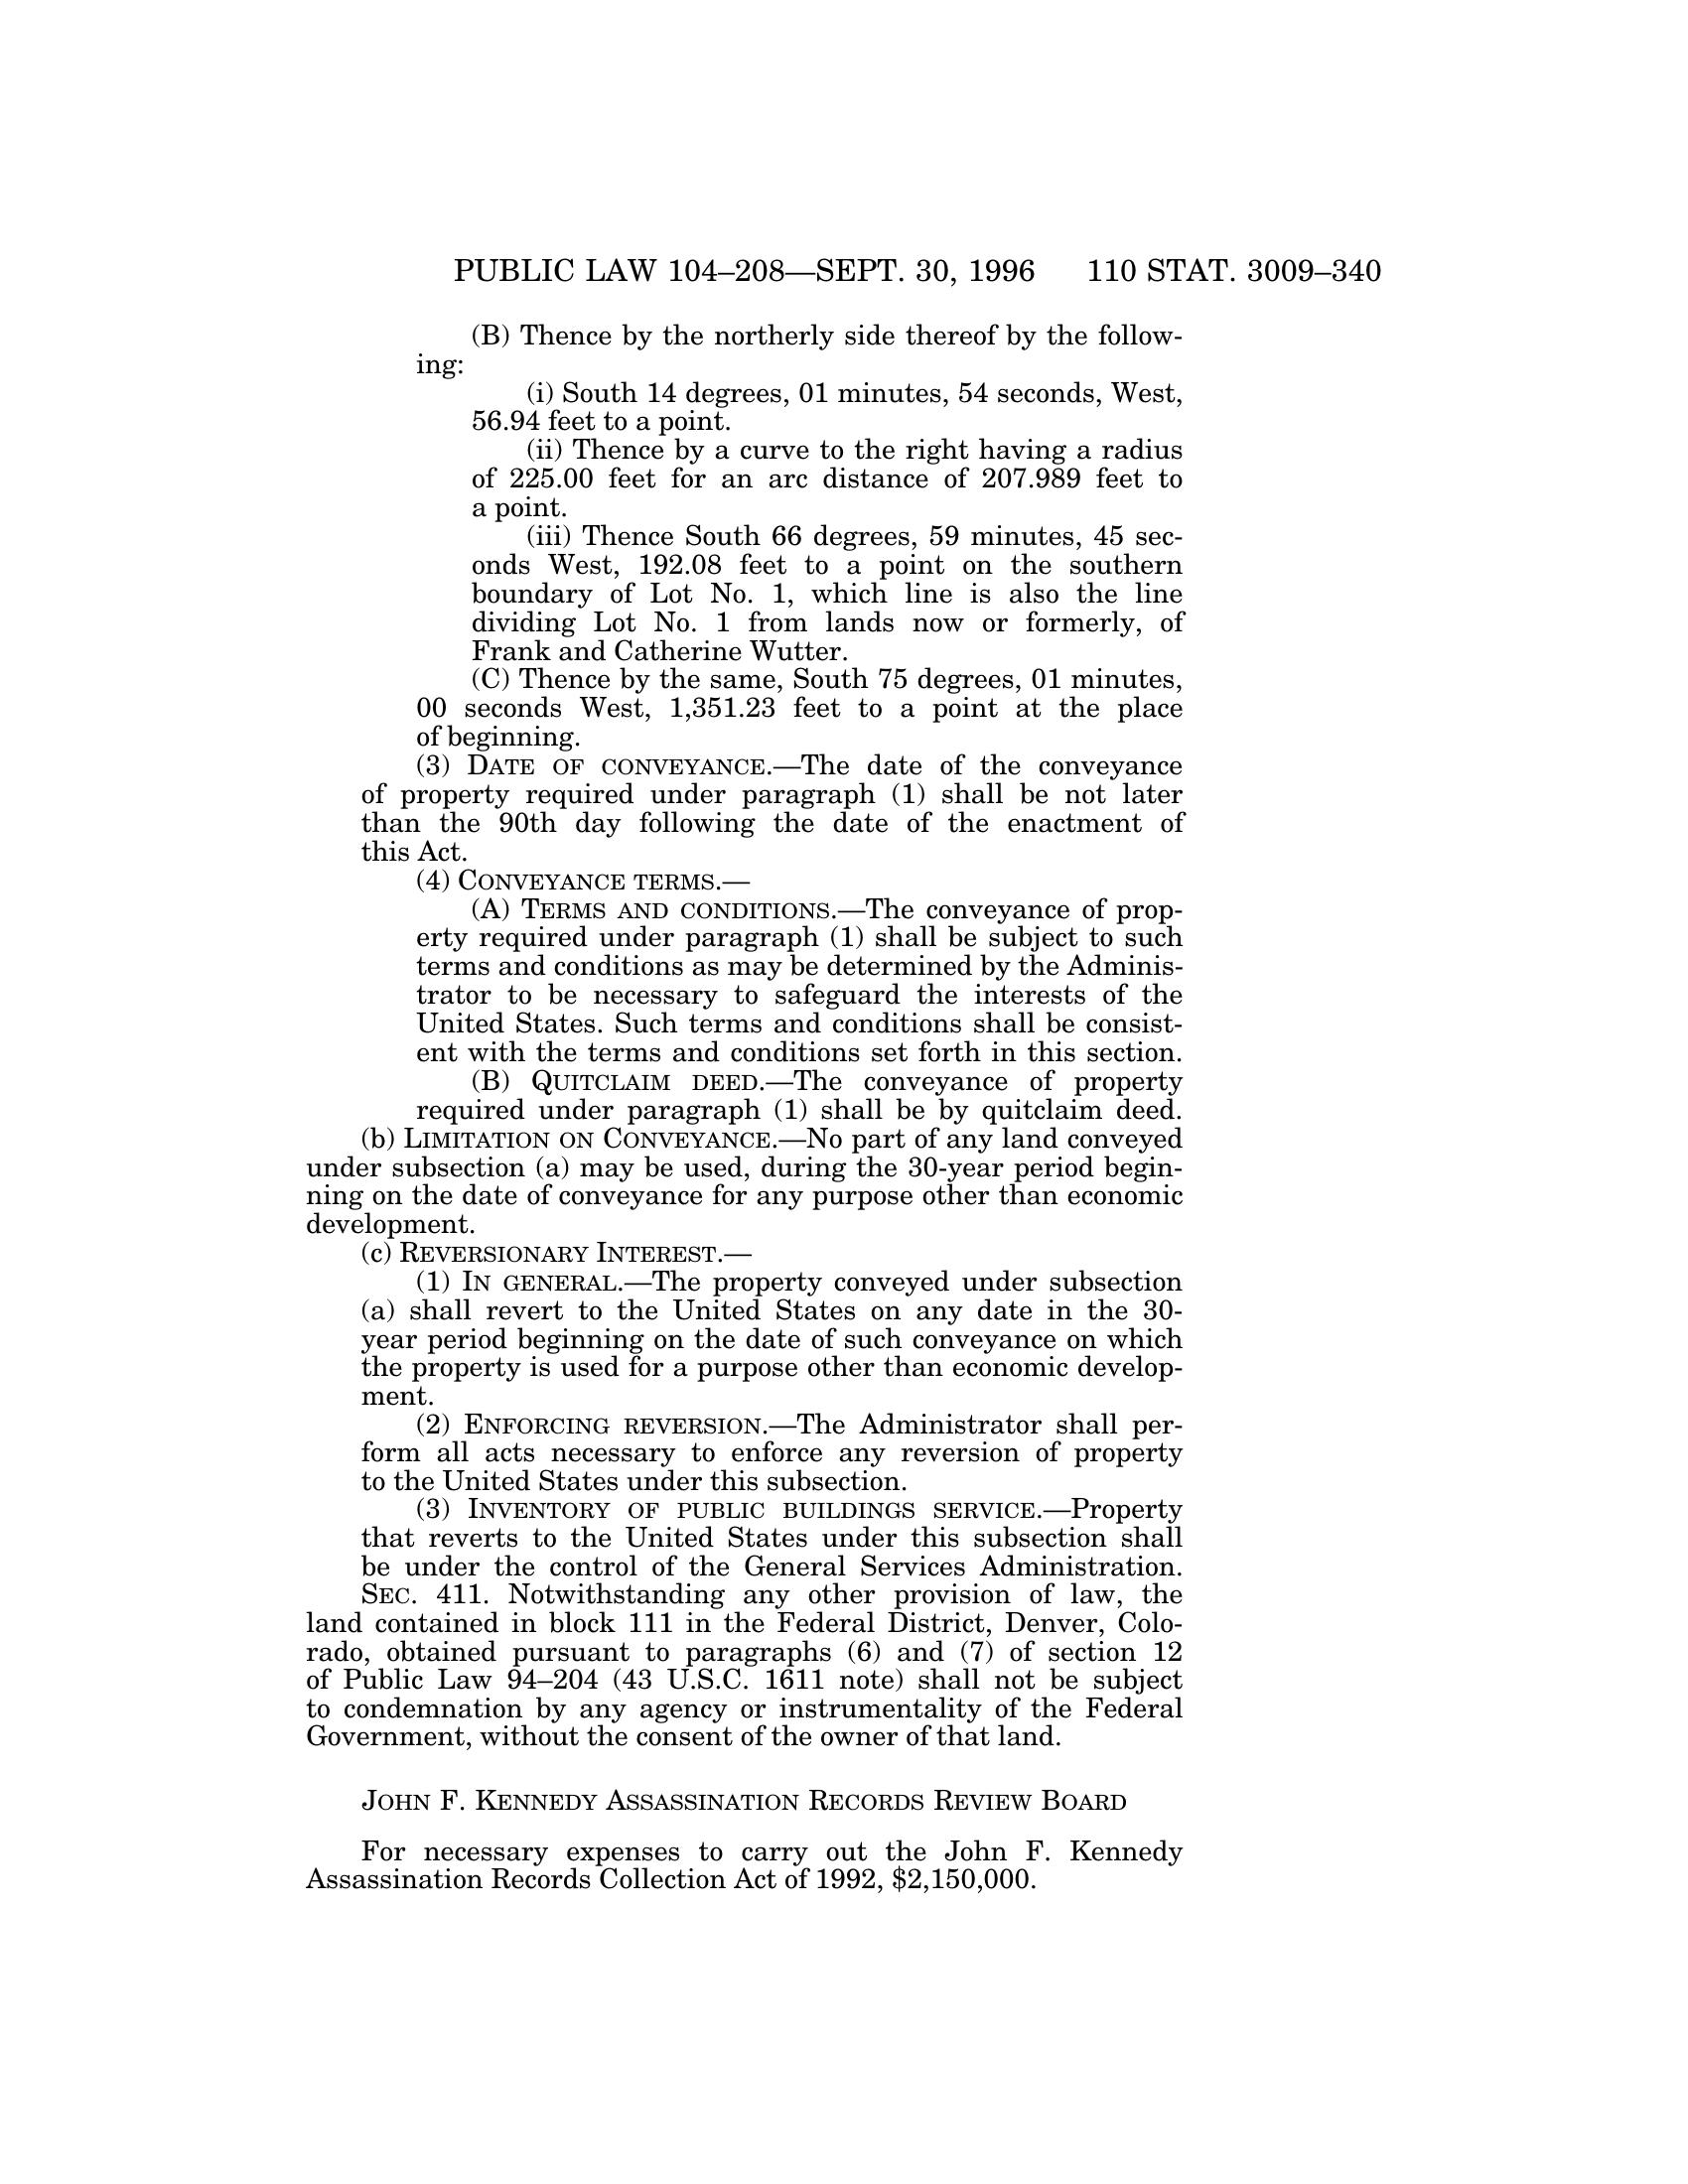 PUBLIC LAW 104–208—SEPT. 30, 1996 110 STAT. 3009–340
(B) Thence by the northerly side thereof by the follow-
ing:
(i) South 14 degrees, 01 minutes, 54 seconds, West,
56.94 feet to a point.
(ii) Thence by a curve to the right having a radius
of 225.00 feet for an arc distance of 207.989 feet to
a point.
(iii) Thence South 66 degrees, 59 minutes, 45 sec-
onds West, 192.08 feet to a point on the southern
boundary of Lot No. 1, which line is also the line
dividing Lot No. 1 from lands now or formerly, of
Frank and Catherine Wutter.
(C) Thence by the same, South 75 degrees, 01 minutes,
00 seconds West, 1,351.23 feet to a point at the place
of beginning.
(3) DATE OF CONVEYANCE.—The date of the conveyance
of property required under paragraph (1) shall be not later
than the 90th day following the date of the enactment of
this Act.
(4) CONVEYANCE TERMS.—
(A) TERMS AND CONDITIONS.—The conveyance of prop-
erty required under paragraph (1) shall be subject to such
terms and conditions as may be determined by the Adminis-
trator to be necessary to safeguard the interests of the
United States. Such terms and conditions shall be consist-
ent with the terms and conditions set forth in this section.
(B) QUITCLAIM DEED.—The conveyance of property
required under paragraph (1) shall be by quitclaim deed.
(b) LIMITATION ON CONVEYANCE.—No part of any land conveyed
under subsection (a) may be used, during the 30-year period begin-
ning on the date of conveyance for any purpose other than economic
development.
(c) REVERSIONARY INTEREST.—
(1) IN GENERAL.—The property conveyed under subsection
(a) shall revert to the United States on any date in the 30-
year period beginning on the date of such conveyance on which
the property is used for a purpose other than economic develop-
ment.
(2) ENFORCING REVERSION.—The Administrator shall per-
form all acts necessary to enforce any reversion of property
to the United States under this subsection.
(3) INVENTORY OF PUBLIC BUILDINGS SERVICE.—Property
that reverts to the United States under this subsection shall
be under the control of the General Services Administration.
SEC. 411. Notwithstanding any other provision of law, the
land contained in block 111 in the Federal District, Denver, Colo-
rado, obtained pursuant to paragraphs (6) and (7) of section 12
of Public Law 94–204 (43 U.S.C. 1611 note) shall not be subject
to condemnation by any agency or instrumentality of the Federal
Government, without the consent of the owner of that land.
JOHN F. KENNEDY ASSASSINATION RECORDS REVIEW BOARD
For necessary expenses to carry out the John F. Kennedy
Assassination Records Collection Act of 1992, $2,150,000.